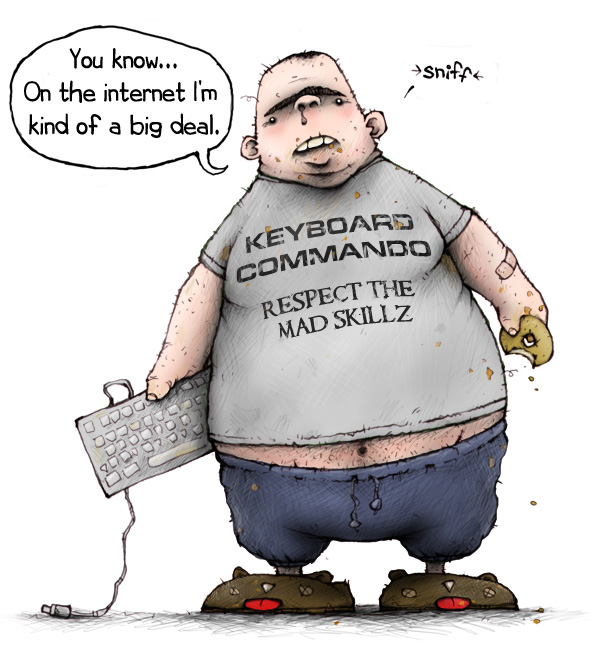 You know...
On the internet I'm
kind of a big deal.
sniff
KEYBOARD
COMMANDO
RESPECT THE
MAD SKILLZ